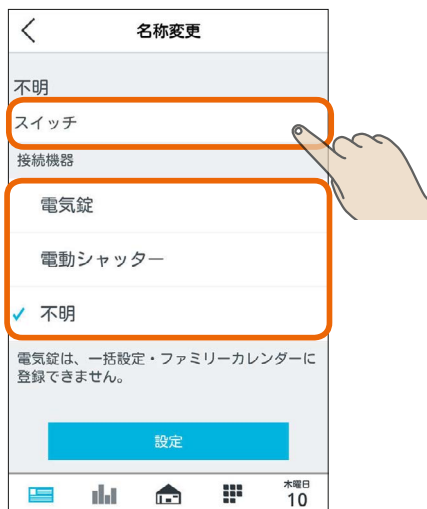 名称変更
不明
スイッチ
接続機器
電気錠
電動シャッター
不明
電気錠は、一括設定・ファミリーカレンダーに
登録できません。
設定
木曜日
10